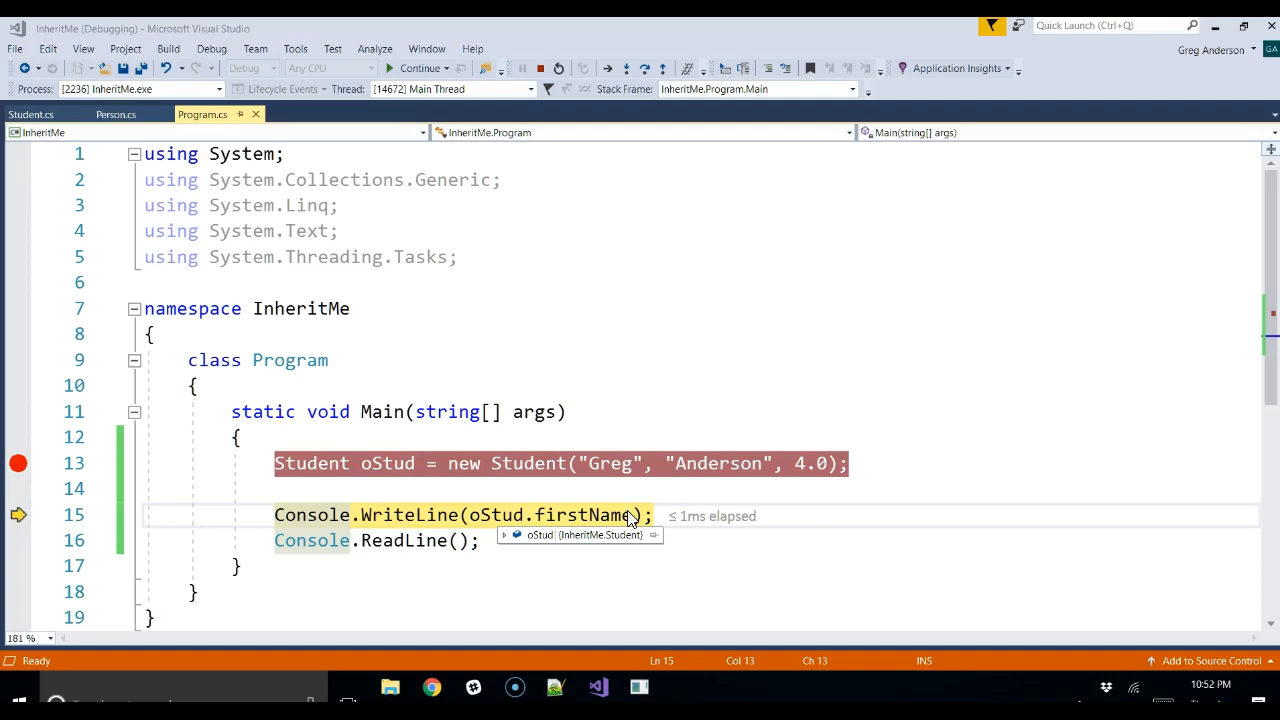 InheritMe (Debugging) - Microsoft Visual Studio
Quick Launch (Ctrl+Q)
File Edit View Project Build Debug Team Tools Test Analyze Window Help
Greg Anderson GA
Debug Any CPU Continue Application Insights
Process: [2236] InheritMe.exe Lifecycle Events Thread: [14672] Main Thread Stack Frame: InheritMe.Program.Main
Student.cs Person.cs Program.cs
InheritMe InheritMe.Program Main(string[] args)
1 using System;
2 using System.Collections.Generic;
3 using System.Linq;
4 using System.Text;
5 using System.Threading.Tasks;
6
7 namespace InheritMe
8 {
9 class Program
10 {
11 static void Main(string[] args)
12 {
13 Student oStud = new Student("Greg", "Anderson", 4.0);
14
15 Console.WriteLine(oStud.firstName); ≤ 1ms elapsed
oStud {InheritMe.Student}
16 Console.ReadLine();
17 }
18 }
19 }
181 %
Ready Ln 15 Col 13 Ch 13 INS Add to Source Control
10:52 PM